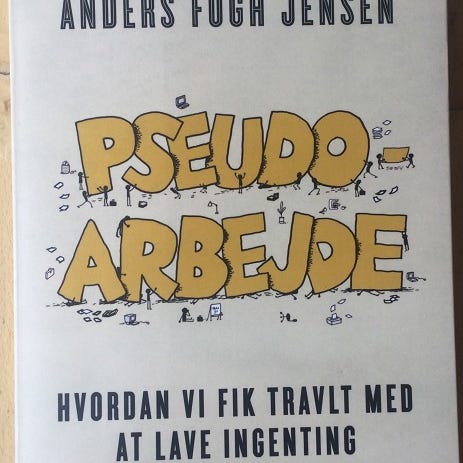 ANDERS FOGH JENSEN
PSEUDO
ARBEJDE
HVORDAN VI FIK TRAVLT MED
AT LAVE INGENTING